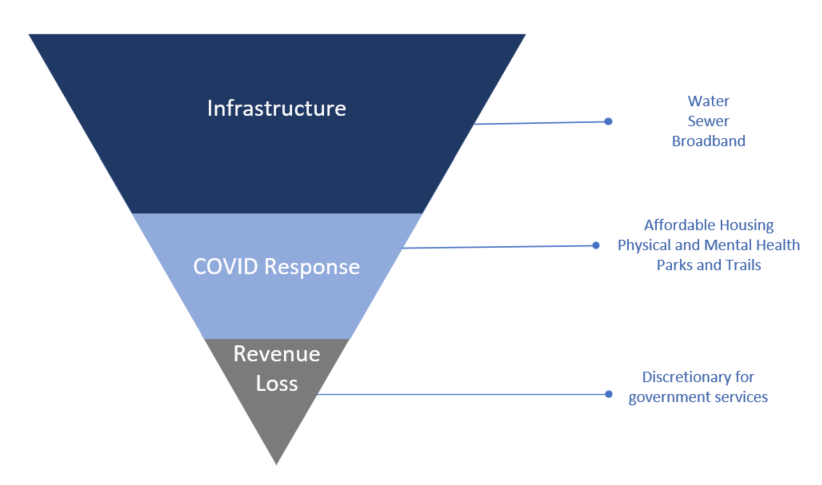 Infrastructure
Water
Sewer
Broadband
COVID Response
Affordable Housing
Physical and Mental Health
Parks and Trails
Revenue
Loss
Discretionary for
government services